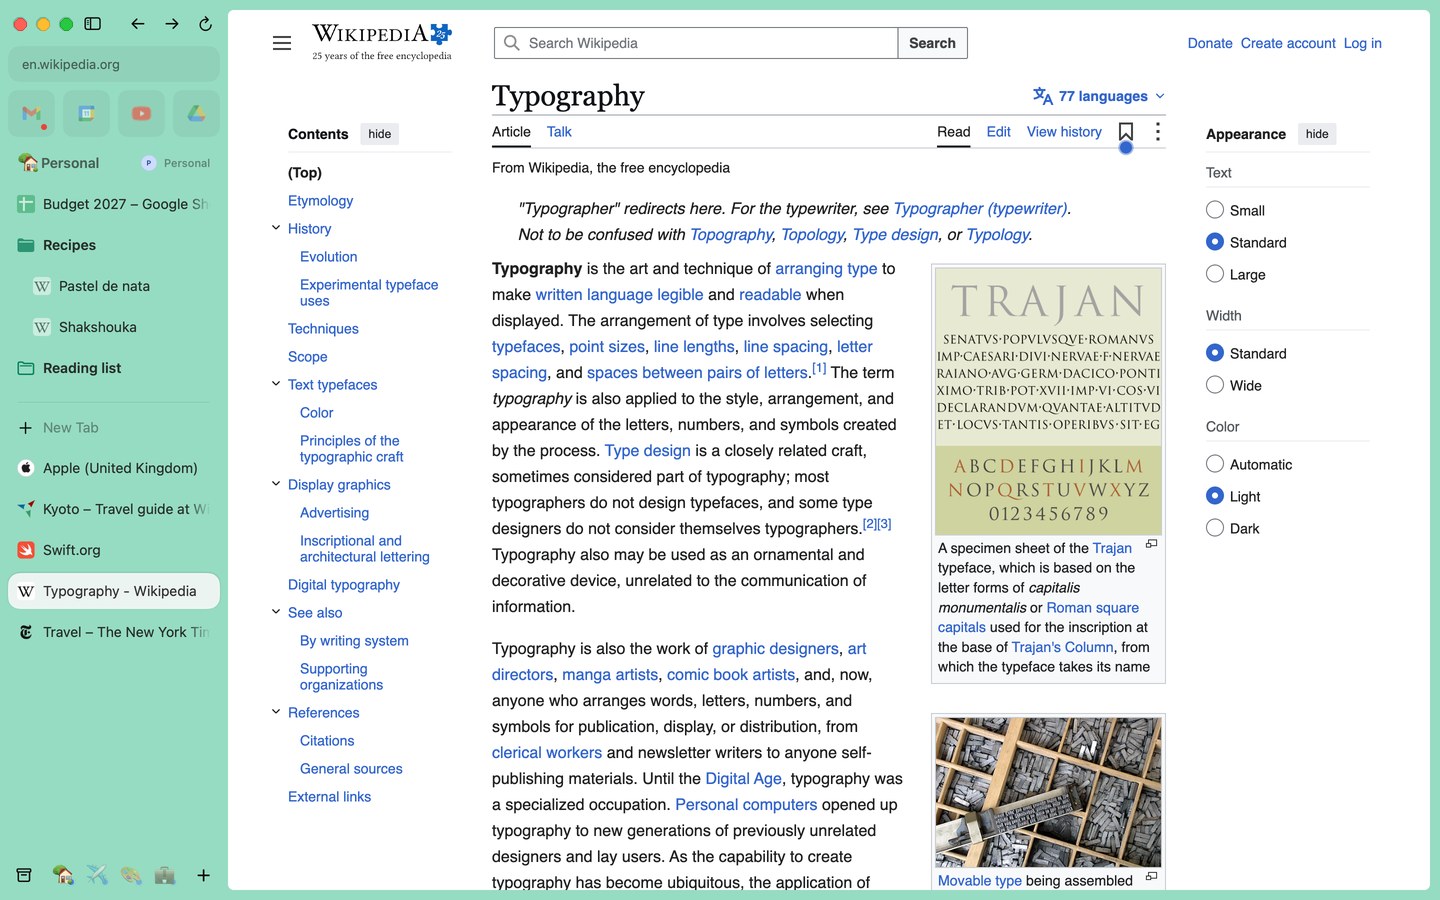 en.wikipedia.org
Personal
P Personal
Budget 2027 – Google Sh
Recipes
Pastel de nata
Shakshouka
Reading list
New Tab
Apple (United Kingdom)
Kyoto – Travel guide at Wi
Swift.org
Typography - Wikipedia
Travel – The New York Tim
WIKIPEDIA 25
25 years of the free encyclopedia
Search Wikipedia
Search
Donate Create account Log in
Contents hide
(Top)
Etymology
History
Evolution
Experimental typeface
uses
Techniques
Scope
Text typefaces
Color
Principles of the
typographic craft
Display graphics
Advertising
Inscriptional and
architectural lettering
Digital typography
See also
By writing system
Supporting
organizations
References
Citations
General sources
External links
Typography
77 languages
Article Talk
Read Edit View history
From Wikipedia, the free encyclopedia
"Typographer" redirects here. For the typewriter, see Typographer (typewriter).
Not to be confused with Topography, Topology, Type design, or Typology.
Typography is the art and technique of arranging type to
make written language legible and readable when
displayed. The arrangement of type involves selecting
typefaces, point sizes, line lengths, line spacing, letter
spacing, and spaces between pairs of letters.[1] The term
typography is also applied to the style, arrangement, and
appearance of the letters, numbers, and symbols created
by the process. Type design is a closely related craft,
sometimes considered part of typography; most
typographers do not design typefaces, and some type
designers do not consider themselves typographers.[2][3]
Typography also may be used as an ornamental and
decorative device, unrelated to the communication of
information.
Typography is also the work of graphic designers, art
directors, manga artists, comic book artists, and, now,
anyone who arranges words, letters, numbers, and
symbols for publication, display, or distribution, from
clerical workers and newsletter writers to anyone self-
publishing materials. Until the Digital Age, typography was
a specialized occupation. Personal computers opened up
typography to new generations of previously unrelated
designers and lay users. As the capability to create
typography has become ubiquitous, the application of
TRAJAN
SENATVS·POPVLVSQVE·ROMANVS
IMP·CAESARI·DIVI·NERVAE·F·NERVAE
RAIANO·AVG·GERM·DACICO·PONTI
XIMO·TRIB·POT·XVII·IMP·VI·COS·VI
DECLARANDVM·QVANTAE·ALTITVD
ET·LOCVS·TANTIS·OPERIBVS·SIT·EG
ABCDEFGHIJKLM
NOPQRSTUVWXYZ
0123456789
A specimen sheet of the Trajan
typeface, which is based on the
letter forms of capitalis
monumentalis or Roman square
capitals used for the inscription at
the base of Trajan's Column, from
which the typeface takes its name
Movable type being assembled
Appearance hide
Text
Small
Standard
Large
Width
Standard
Wide
Color
Automatic
Light
Dark